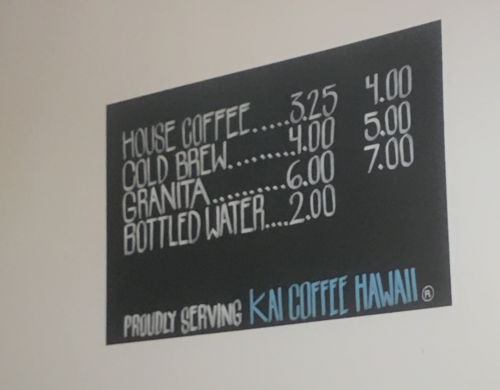 HOUSE COFFEE.....3.25 4.00
COLD BREW.........4.00 5.00
GRANITA..........6.00 7.00
BOTTLED WATER....2.00
PROUDLY SERVING KAI COFFEE HAWAII ®